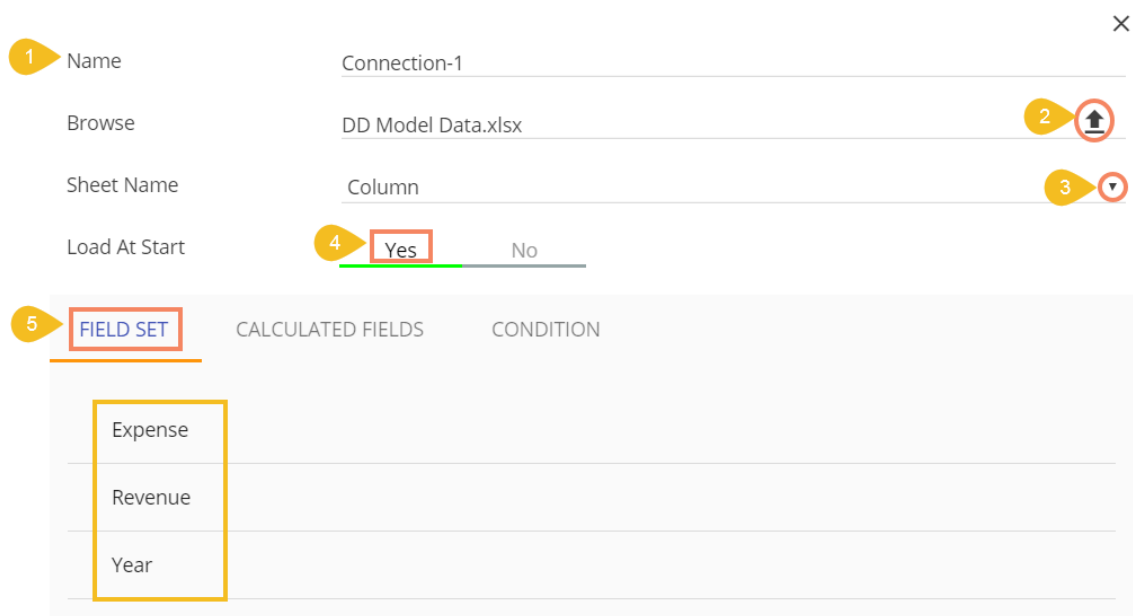 1 Name Connection-1
Browse DD Model Data.xlsx 2
Sheet Name Column 3
Load At Start 4 Yes No
5 FIELD SET CALCULATED FIELDS CONDITION
Expense
Revenue
Year